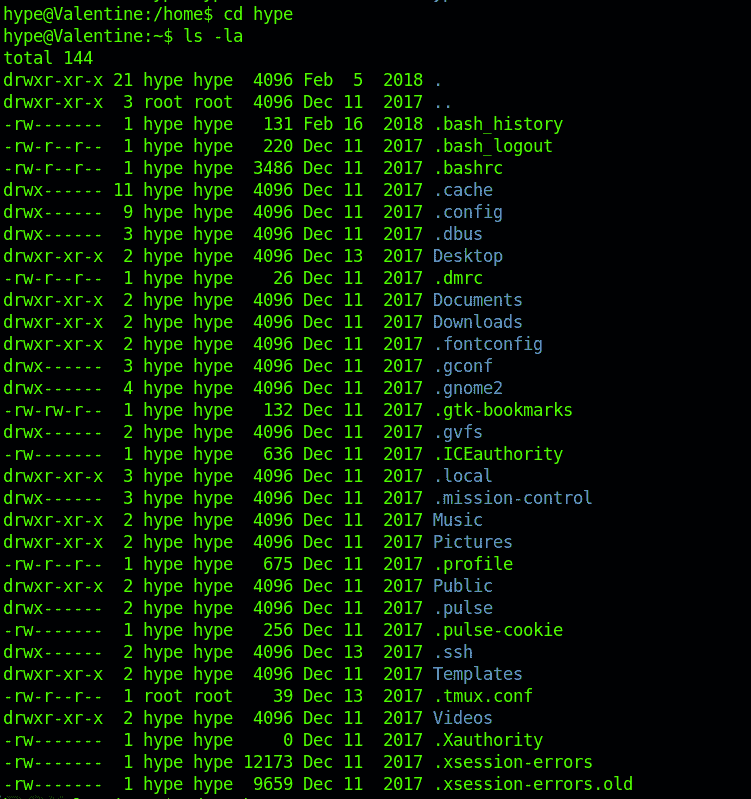 hype@Valentine:/home$ cd hype
hype@Valentine:~$ ls -la
total 144
drwxr-xr-x 21 hype hype  4096 Feb  5  2018 .
drwxr-xr-x  3 root root  4096 Dec 11  2017 ..
-rw-------  1 hype hype   131 Feb 16  2018 .bash_history
-rw-r--r--  1 hype hype   220 Dec 11  2017 .bash_logout
-rw-r--r--  1 hype hype  3486 Dec 11  2017 .bashrc
drwx------ 11 hype hype  4096 Dec 11  2017 .cache
drwx------  9 hype hype  4096 Dec 11  2017 .config
drwx------  3 hype hype  4096 Dec 11  2017 .dbus
drwxr-xr-x  2 hype hype  4096 Dec 13  2017 Desktop
-rw-r--r--  1 hype hype    26 Dec 11  2017 .dmrc
drwxr-xr-x  2 hype hype  4096 Dec 11  2017 Documents
drwxr-xr-x  2 hype hype  4096 Dec 11  2017 Downloads
drwxr-xr-x  2 hype hype  4096 Dec 11  2017 .fontconfig
drwx------  3 hype hype  4096 Dec 11  2017 .gconf
drwx------  4 hype hype  4096 Dec 11  2017 .gnome2
-rw-rw-r--  1 hype hype   132 Dec 11  2017 .gtk-bookmarks
drwx------  2 hype hype  4096 Dec 11  2017 .gvfs
-rw-------  1 hype hype   636 Dec 11  2017 .ICEauthority
drwxr-xr-x  3 hype hype  4096 Dec 11  2017 .local
drwx------  3 hype hype  4096 Dec 11  2017 .mission-control
drwxr-xr-x  2 hype hype  4096 Dec 11  2017 Music
drwxr-xr-x  2 hype hype  4096 Dec 11  2017 Pictures
-rw-r--r--  1 hype hype   675 Dec 11  2017 .profile
drwxr-xr-x  2 hype hype  4096 Dec 11  2017 Public
drwx------  2 hype hype  4096 Dec 11  2017 .pulse
-rw-------  1 hype hype   256 Dec 11  2017 .pulse-cookie
drwx------  2 hype hype  4096 Dec 13  2017 .ssh
drwxr-xr-x  2 hype hype  4096 Dec 11  2017 Templates
-rw-r--r--  1 root root    39 Dec 13  2017 .tmux.conf
drwxr-xr-x  2 hype hype  4096 Dec 11  2017 Videos
-rw-------  1 hype hype     0 Dec 11  2017 .Xauthority
-rw-------  1 hype hype 12173 Dec 11  2017 .xsession-errors
-rw-------  1 hype hype  9659 Dec 11  2017 .xsession-errors.old